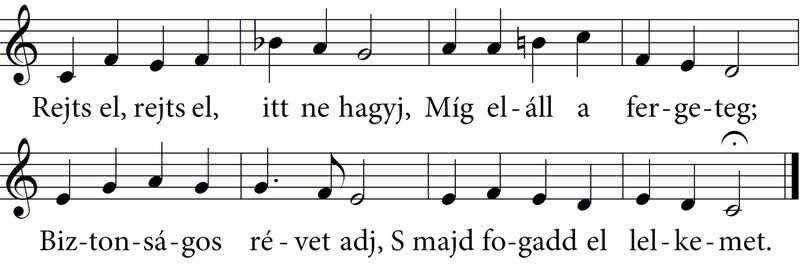 Rejts el, rejts el, itt ne hagyj, Míg el-áll a fer-ge-teg;
Biz-ton-sá-gos ré-vet adj, S majd fo-gadd el lel-ke-met.